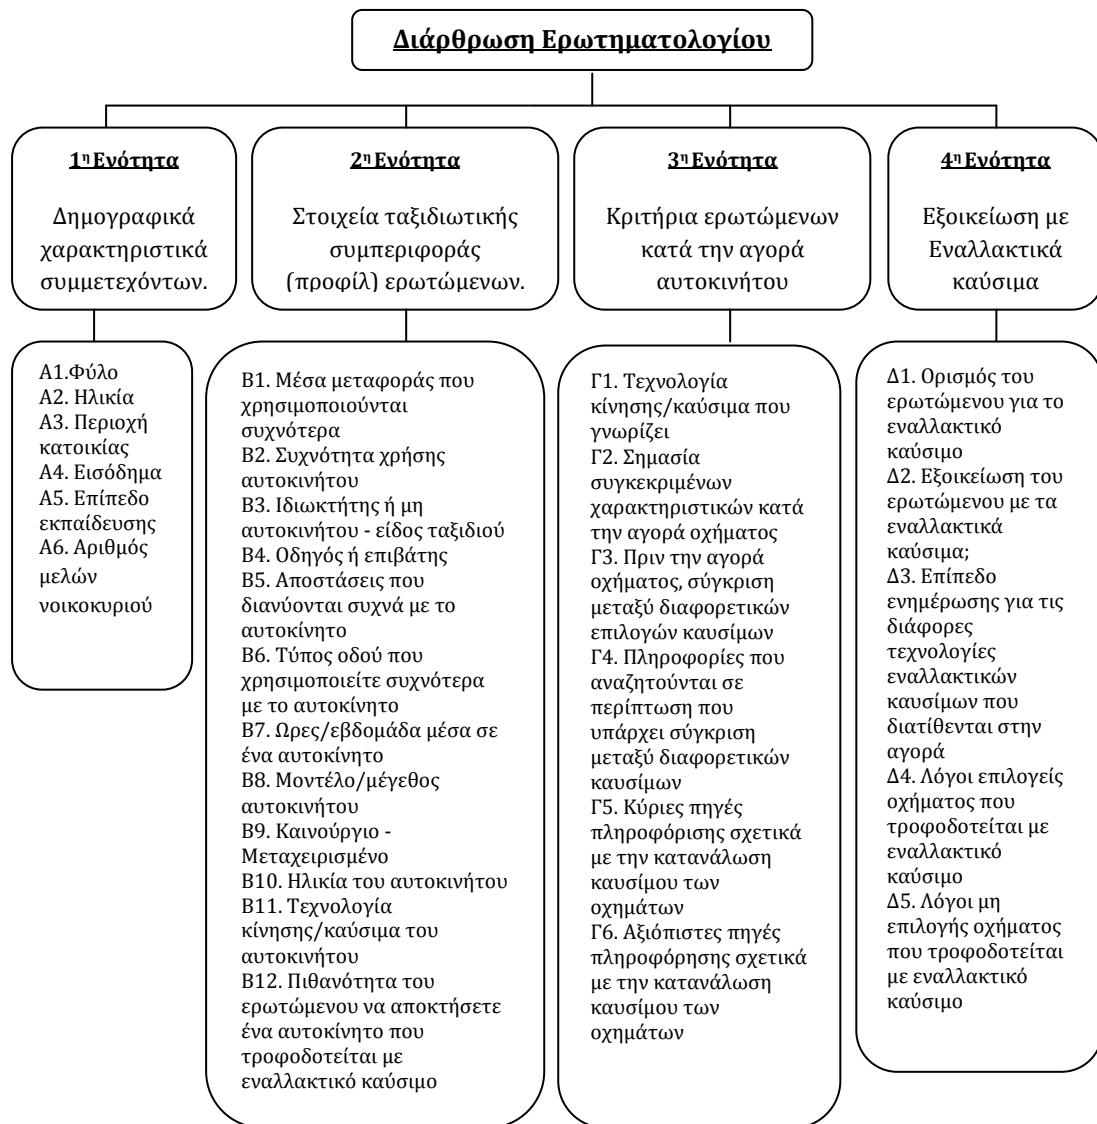 Διάρθρωση Ερωτηματολογίου
1η Ενότητα
Δημογραφικά
χαρακτηριστικά
συμμετεχόντων.
2η Ενότητα
Στοιχεία ταξιδιωτικής
συμπεριφοράς
(προφίλ) ερωτώμενων.
3η Ενότητα
Κριτήρια ερωτώμενων
κατά την αγορά
αυτοκινήτου
4η Ενότητα
Εξοικείωση με
Εναλλακτικά
καύσιμα
Α1.Φύλο
Α2. Ηλικία
Α3. Περιοχή
κατοικίας
Α4. Εισόδημα
Α5. Επίπεδο
εκπαίδευσης
Α6. Αριθμός
μελών
νοικοκυριού
Β1. Μέσα μεταφοράς που
χρησιμοποιούνται
συχνότερα
Β2. Συχνότητα χρήσης
αυτοκινήτου
Β3. Ιδιωκτήτης ή μη
αυτοκινήτου - είδος ταξιδιού
Β4. Οδηγός ή επιβάτης
Β5. Αποστάσεις που
διανύονται συχνά με το
αυτοκίνητο
Β6. Τύπος οδού που
χρησιμοποιείτε συχνότερα
με το αυτοκίνητο
Β7. Ώρες/εβδομάδα μέσα σε
ένα αυτοκίνητο
Β8. Μοντέλο/μέγεθος
αυτοκινήτου
Β9. Καινούργιο -
Μεταχειρισμένο
Β10. Ηλικία του αυτοκινήτου
Β11. Τεχνολογία
κίνησης/καύσιμα του
αυτοκινήτου
Β12. Πιθανότητα του
ερωτώμενου να αποκτήσετε
ένα αυτοκίνητο που
τροφοδοτείται με
εναλλακτικό καύσιμο
Γ1. Τεχνολογία
κίνησης/καύσιμα που
γνωρίζει
Γ2. Σημασία
συγκεκριμένων
χαρακτηριστικών κατά
την αγορά οχήματος
Γ3. Πριν την αγορά
οχήματος, σύγκριση
μεταξύ διαφορετικών
επιλογών καυσίμων
Γ4. Πληροφορίες που
αναζητούνται σε
περίπτωση που
υπάρχει σύγκριση
μεταξύ διαφορετικών
καυσίμων
Γ5. Κύριες πηγές
πληροφόρισης σχετικά
με την κατανάλωση
καυσίμου των
οχημάτων
Γ6. Αξιόπιστες πηγές
πληροφόρησης σχετικά
με την κατανάλωση
καυσίμου των
οχημάτων
Δ1. Ορισμός του
ερωτώμενου για το
εναλλακτικό
καύσιμο
Δ2. Εξοικείωση του
ερωτώμενου με τα
εναλλακτικά
καύσιμα;
Δ3. Επίπεδο
ενημέρωσης για τις
διάφορες
τεχνολογίες
εναλλακτικών
καυσίμων που
διατίθενται στην
αγορά
Δ4. Λόγοι επιλογείς
οχήματος που
τροφοδοτείται με
εναλλακτικό
καύσιμο
Δ5. Λόγοι μη
επιλογής οχήματος
που τροφοδοτείται
με εναλλακτικό
καύσιμο